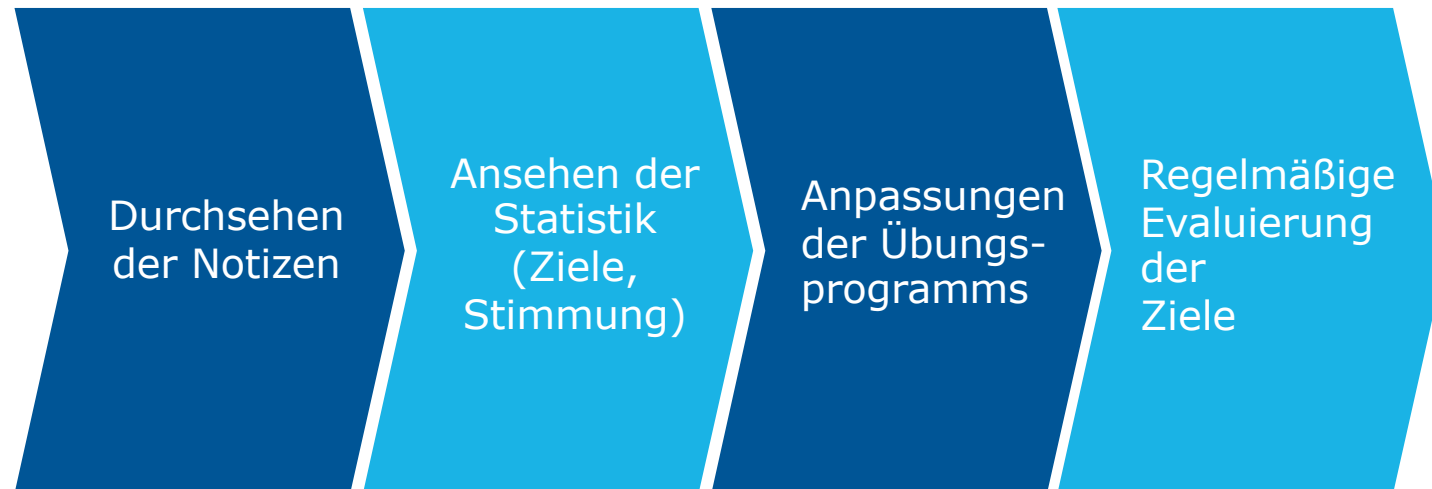 Durchsehen
der Notizen
Ansehen der
Statistik
(Ziele,
Stimmung)
Anpassungen
der Übungs-
programms
Regelmäßige
Evaluierung
der
Ziele